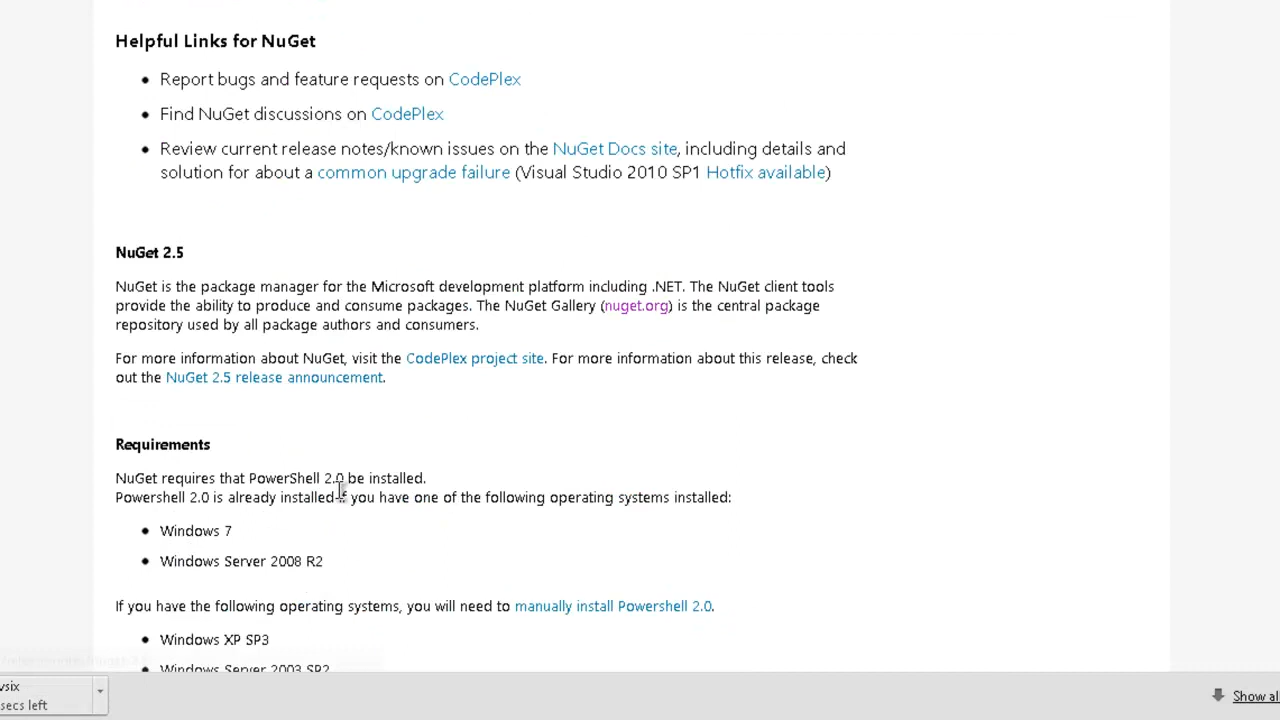 Helpful Links for NuGet
Report bugs and feature requests on CodePlex
Find NuGet discussions on CodePlex
Review current release notes/known issues on the NuGet Docs site, including details and
solution for about a common upgrade failure (Visual Studio 2010 SP1 Hotfix available)
NuGet 2.5
NuGet is the package manager for the Microsoft development platform including .NET. The NuGet client tools
provide the ability to produce and consume packages. The NuGet Gallery (nuget.org) is the central package
repository used by all package authors and consumers.
For more information about NuGet, visit the CodePlex project site. For more information about this release, check
out the NuGet 2.5 release announcement.
Requirements
NuGet requires that PowerShell 2.0 be installed.
Powershell 2.0 is already installed you have one of the following operating systems installed:
Windows 7
Windows Server 2008 R2
If you have the following operating systems, you will need to manually install Powershell 2.0.
Windows XP SP3
Windows Server 2003 SP2
vsix
secs left
Show al